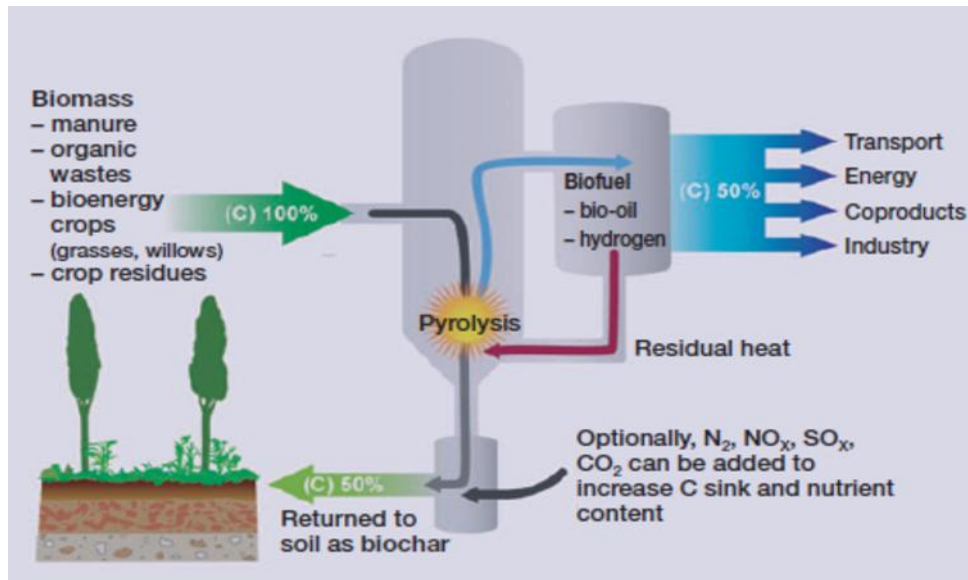 Biomass
– manure
– organic
wastes
– bioenergy
crops
(grasses, willows)
– crop residues
(C) 100%
Pyrolysis
Biofuel
– bio-oil
– hydrogen
(C) 50%
Transport
Energy
Coproducts
Industry
Residual heat
Optionally, N₂, NOₓ, SOₓ,
CO₂ can be added to
increase C sink and nutrient
content
(C) 50%
Returned to
soil as biochar